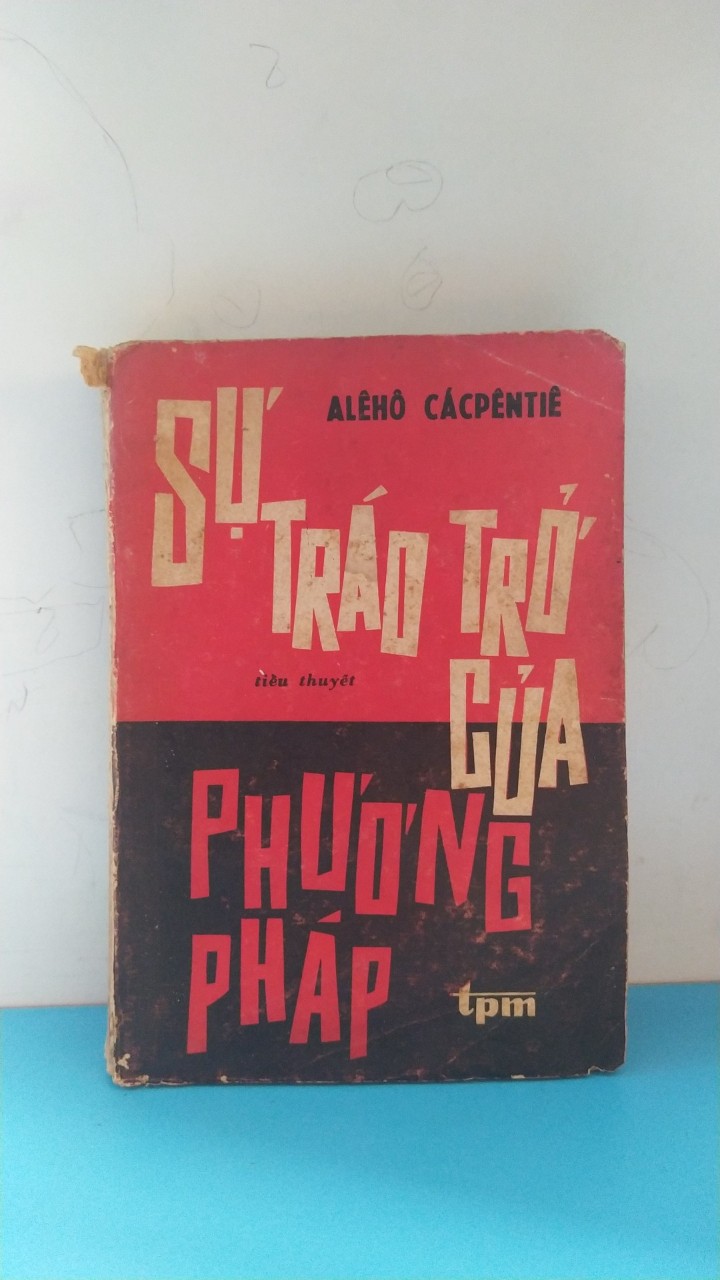 ALÊHÔ CÁCPÊNTIÊ
SỰ
TRÁO TRỞ
tiểu thuyết
CỦA
PHƯƠNG
PHÁP
tpm